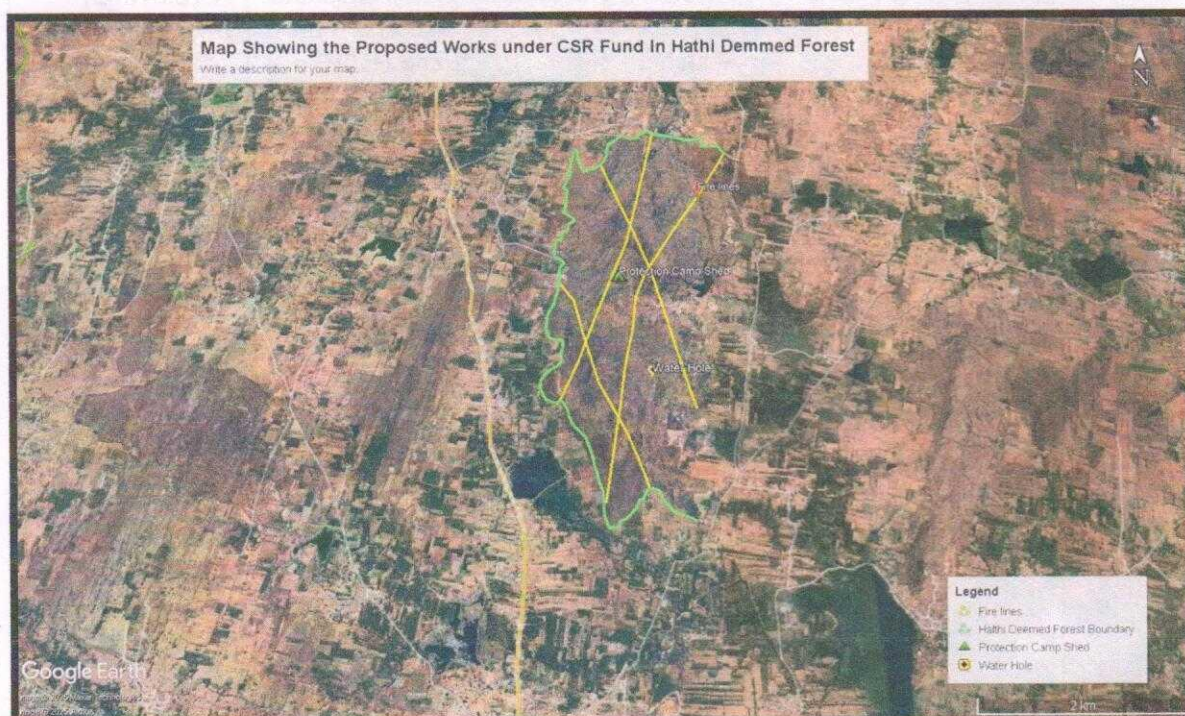 Map Showing the Proposed Works under CSR Fund In Hathi Demmed Forest
Write a description for your map.
N
Fire lines
Protection Camp Shed
Water Hole
Legend
Fire lines
Halthi Deemed Forest Boundary
Protection Camp Shed
Water Hole
Google Earth
2 km